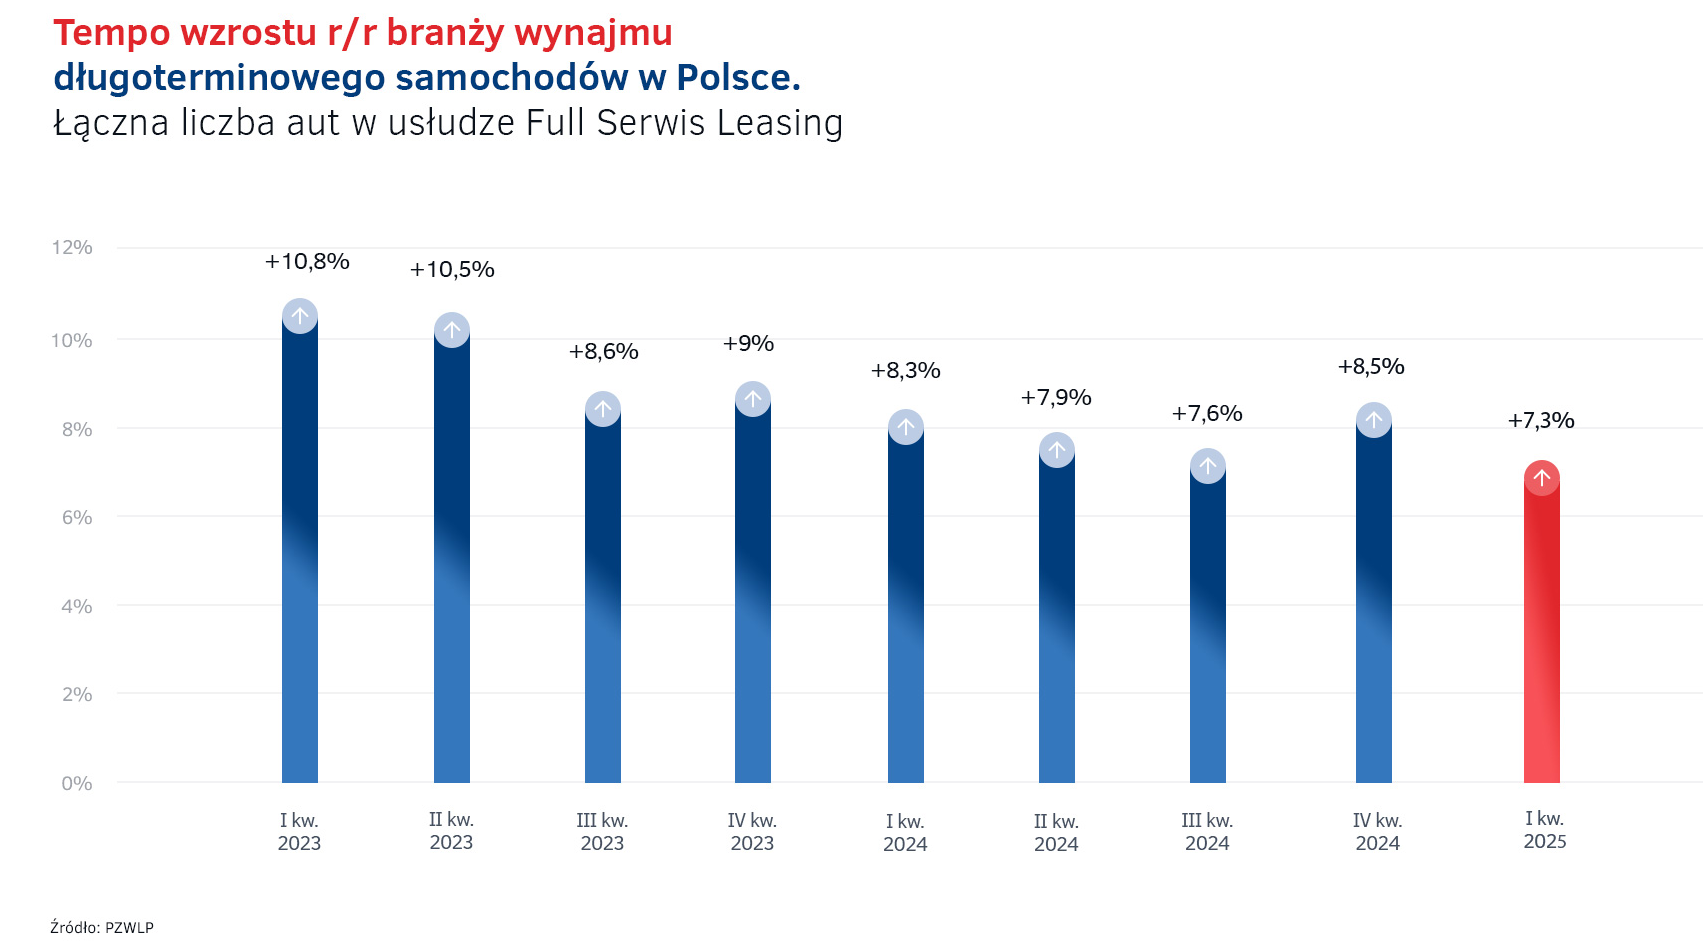 Tempo wzrostu r/r branży wynajmu
długoterminowego samochodów w Polsce.
Łączna liczba aut w usłudze Full Serwis Leasing
12%
10%
8%
6%
4%
2%
0%
+10,8%
+10,5%
+8,6%
+9%
+8,3%
+7,9%
+7,6%
+8,5%
+7,3%
I kw.
2023
II kw.
2023
III kw.
2023
IV kw.
2023
I kw.
2024
II kw.
2024
III kw.
2024
IV kw.
2024
I kw.
2025
Źródło: PZWLP